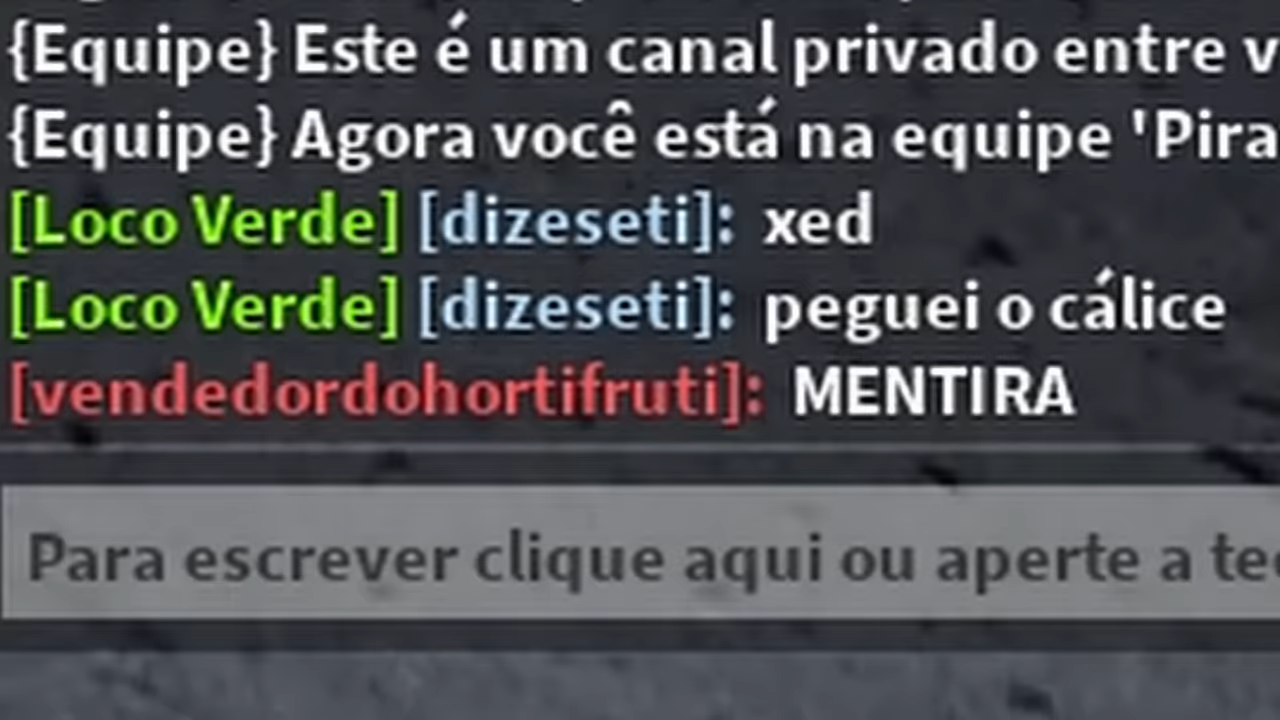 {Equipe} Este é um canal privado entre
{Equipe} Agora você está na equipe 'Pira
[Loco Verde] [dizeseti]: xed
[Loco Verde] [dizeseti]: peguei o cálice
[vendedordohortifruti]: MENTIRA
Para escrever clique aqui ou aperte a